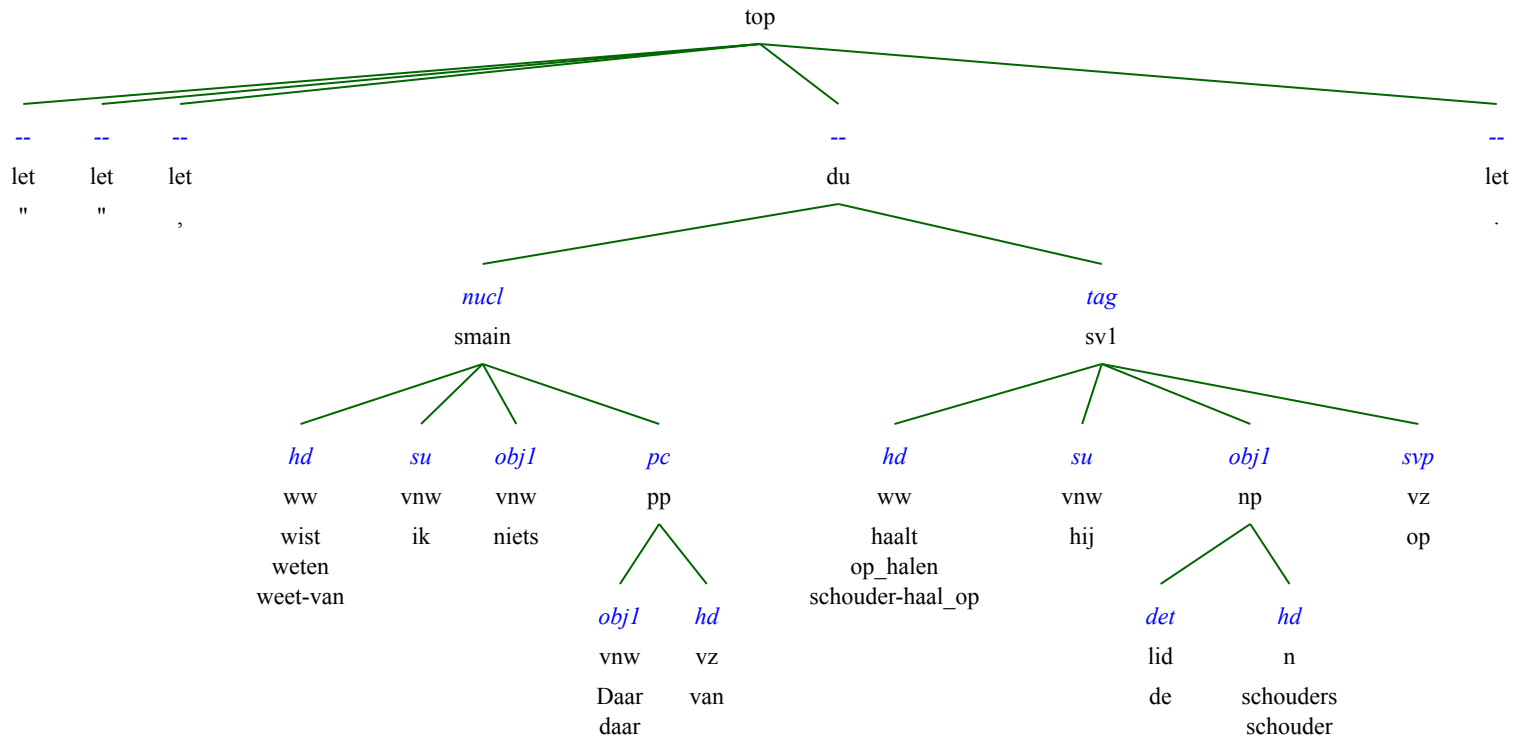 top
-- -- -- -- --
let let let du let
" " , .
nucl tag
smain sv1
hd su obj1 pc hd su obj1 svp
ww vnw vnw pp ww vnw np vz
wist ik niets haalt hij op
weten op_halen
weet-van schouder-haal_op
obj1 hd det hd
vnw vz lid n
Daar van de schouders
daar schouder